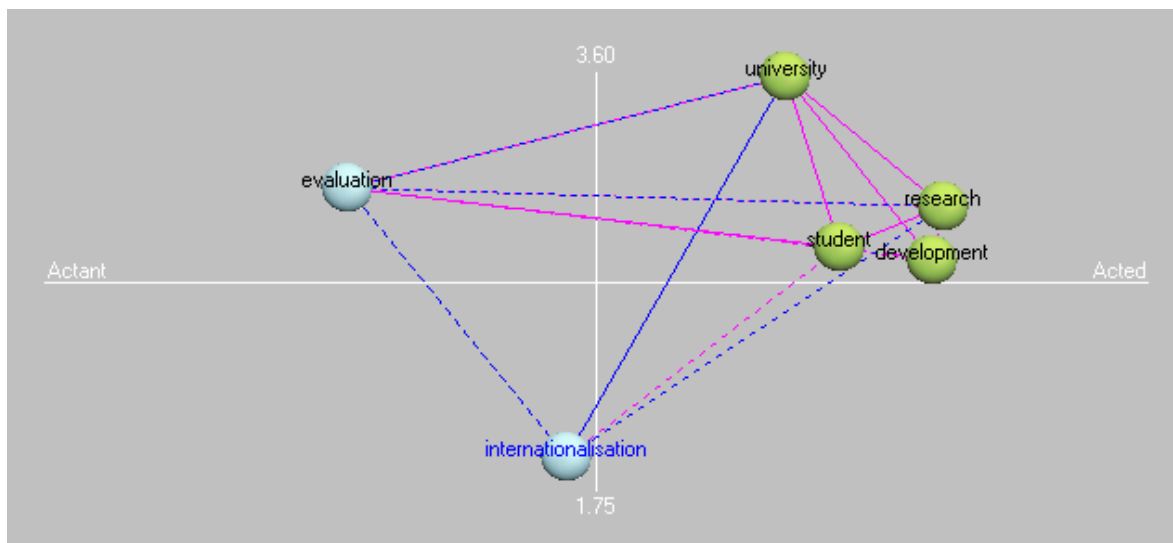 3.60
university
evaluation
research
student
development
Actant
Acted
internationalisation
1.75